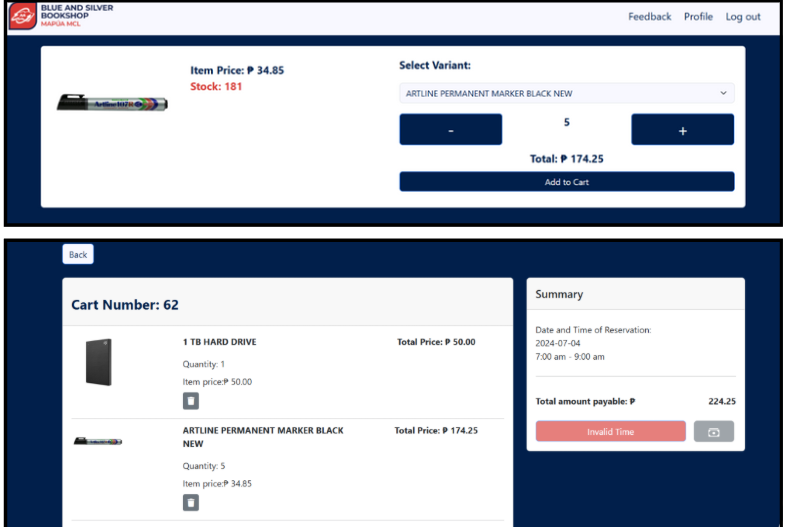 BLUE AND SILVER
BOOKSHOP
MAPÚA MCL
Feedback Profile Log out
Item Price: ₱ 34.85
Stock: 181
Select Variant:
ARTLINE PERMANENT MARKER BLACK NEW
- 5 +
Total: ₱ 174.25
Add to Cart
Back
Cart Number: 62
1 TB HARD DRIVE
Total Price: ₱ 50.00
Quantity: 1
Item price:₱ 50.00
ARTLINE PERMANENT MARKER BLACK
NEW
Total Price: ₱ 174.25
Quantity: 5
Item price:₱ 34.85
Summary
Date and Time of Reservation:
2024-07-04
7:00 am - 9:00 am
Total amount payable: ₱ 224.25
Invalid Time